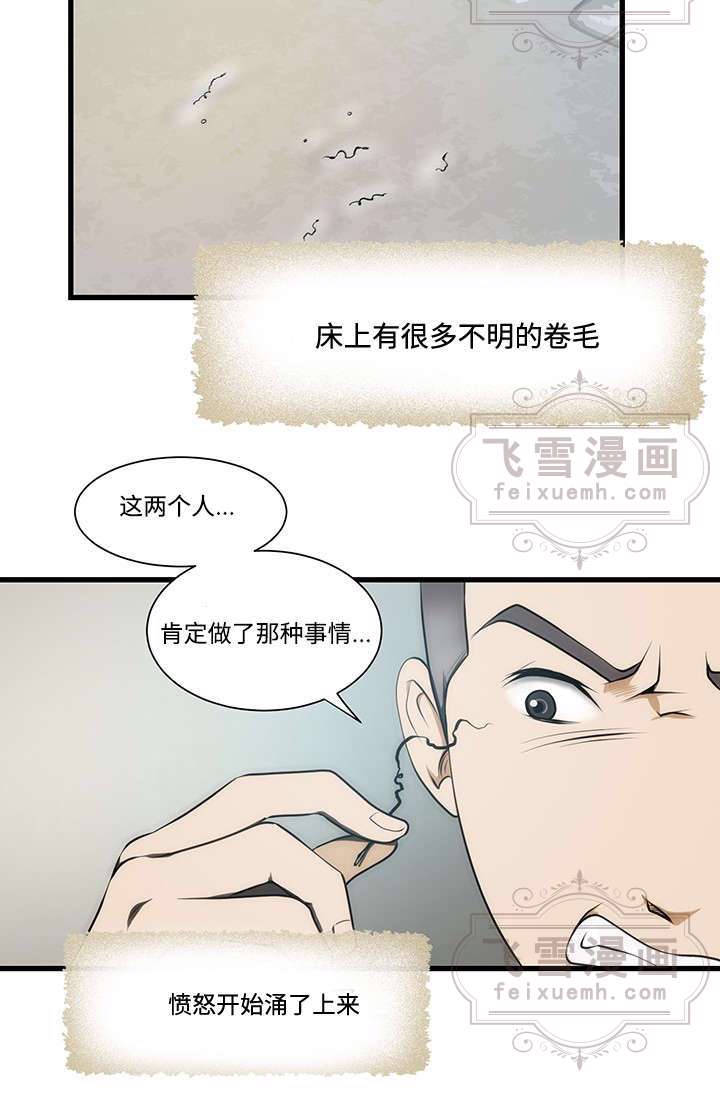 床上有很多不明的卷毛
飞雪漫画
feixuemh.com
这两个人...
肯定做了那种事情...
飞雪漫画
feixuemh.com
愤怒开始涌了上来